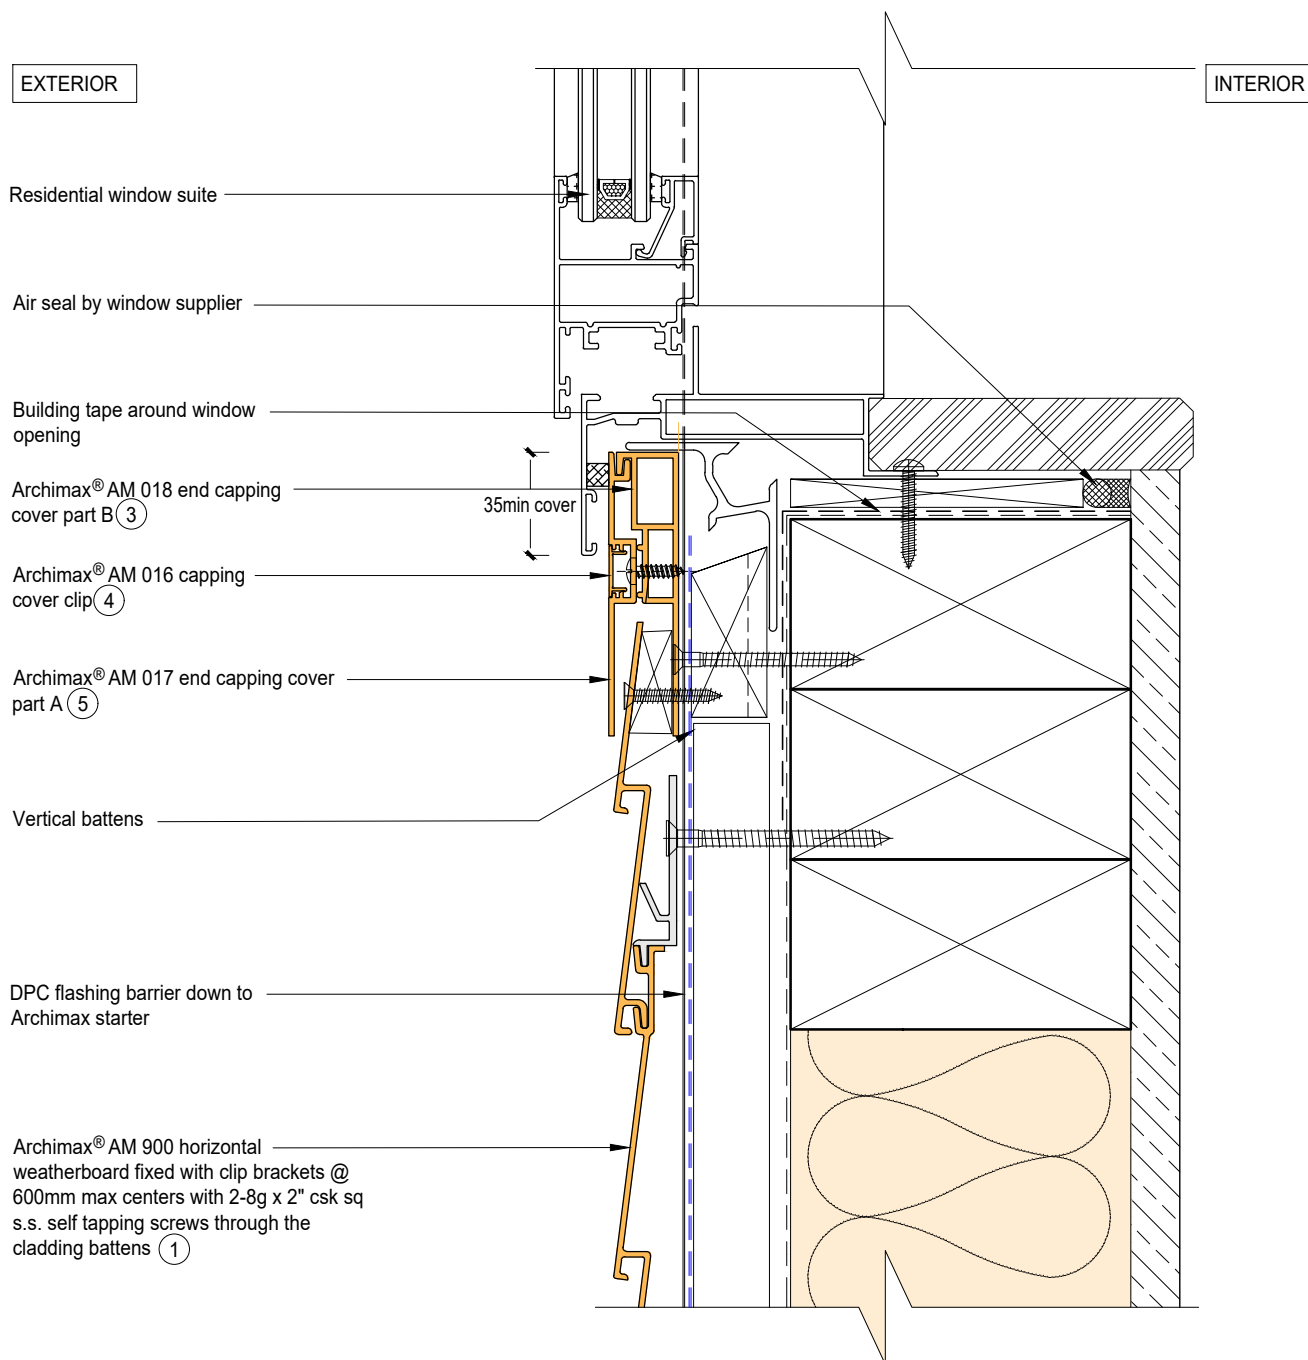 EXTERIOR
INTERIOR
Residential window suite
Air seal by window supplier
Building tape around window
opening
Archimax® AM 018 end capping
cover part B 3
35min cover
Archimax® AM 016 capping
cover clip 4
Archimax® AM 017 end capping cover
part A 5
Vertical battens
DPC flashing barrier down to
Archimax starter
Archimax® AM 900 horizontal
weatherboard fixed with clip brackets @
600mm max centers with 2-8g x 2" csk sq
s.s. self tapping screws through the
cladding battens 1